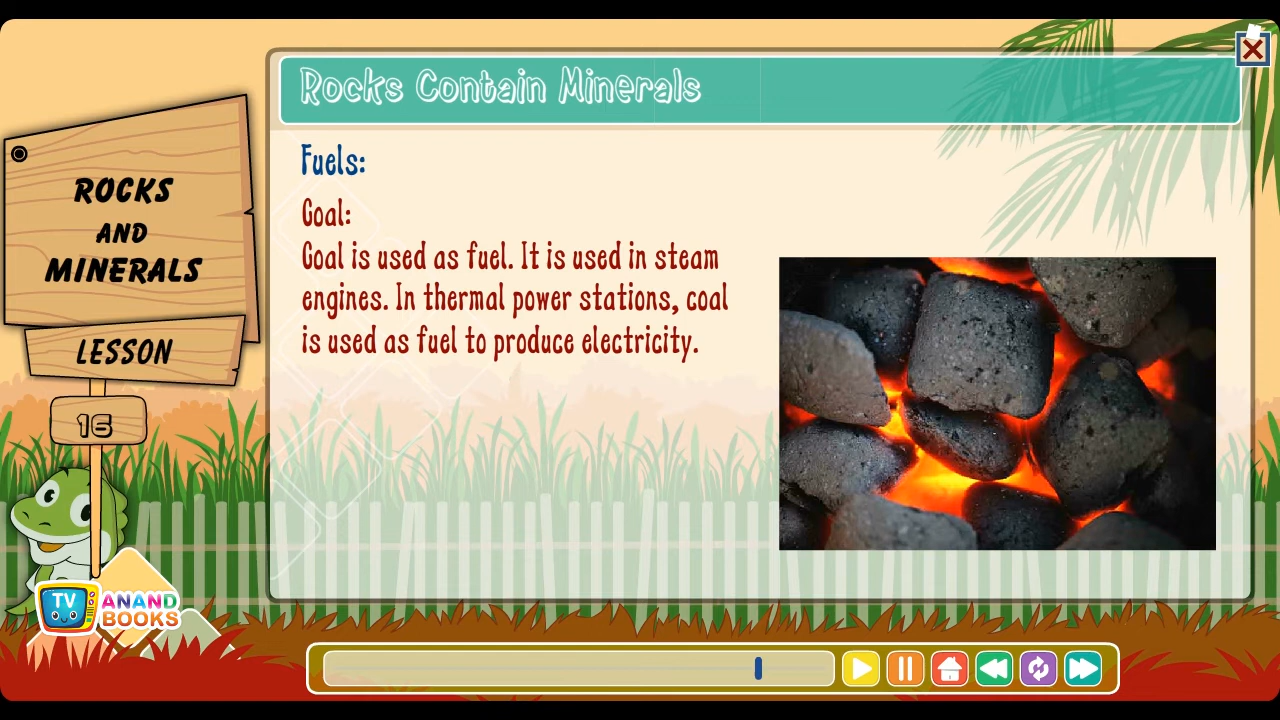 Rocks Contain Minerals
ROCKS
AND
MINERALS
LESSON
16
Fuels:
Coal:
Coal is used as fuel. It is used in steam
engines. In thermal power stations, coal
is used as fuel to produce electricity.
TV
ANAND
BOOKS